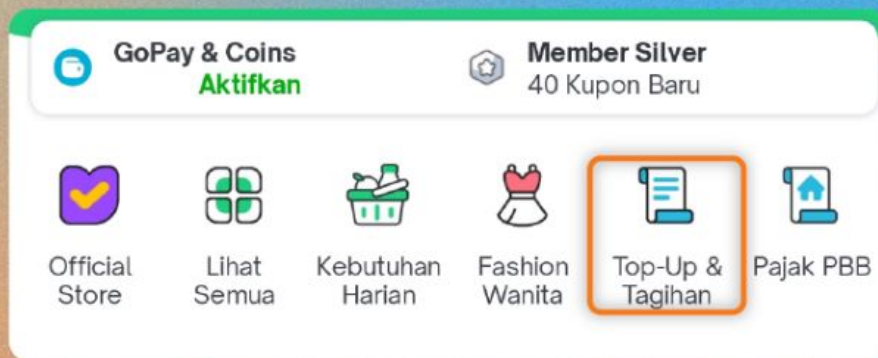 GoPay & Coins
Aktifkan
Member Silver
40 Kupon Baru
Official
Store
Lihat
Semua
Kebutuhan
Harian
Fashion
Wanita
Top-Up &
Tagihan
Pajak PBB